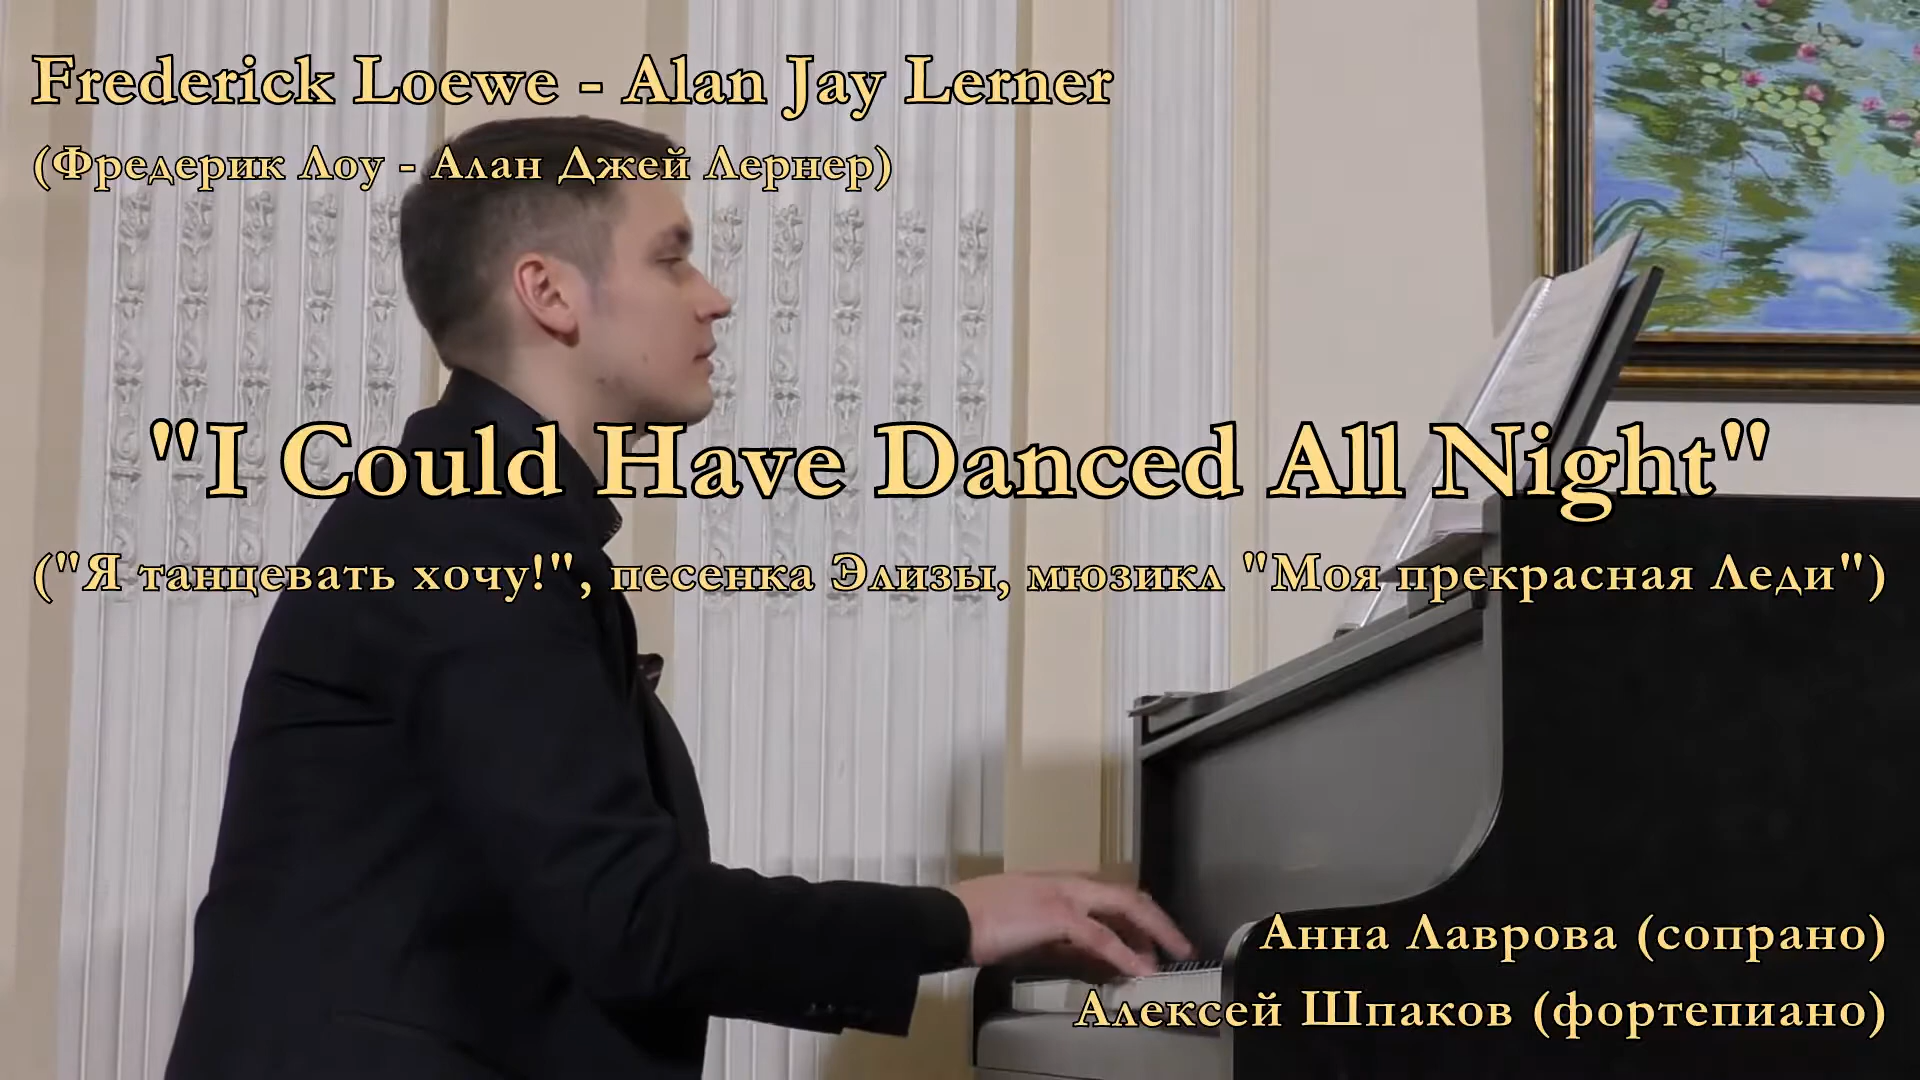 Frederick Loewe - Alan Jay Lerner
(Фредерик Лоу - Алан Джей Лернер)
"I Could Have Danced All Night"
("Я танцевать хочу!", песенка Элизы, мюзикл "Моя прекрасная Леди")
Анна Лаврова (сопрано)
Алексей Шпаков (фортепиано)